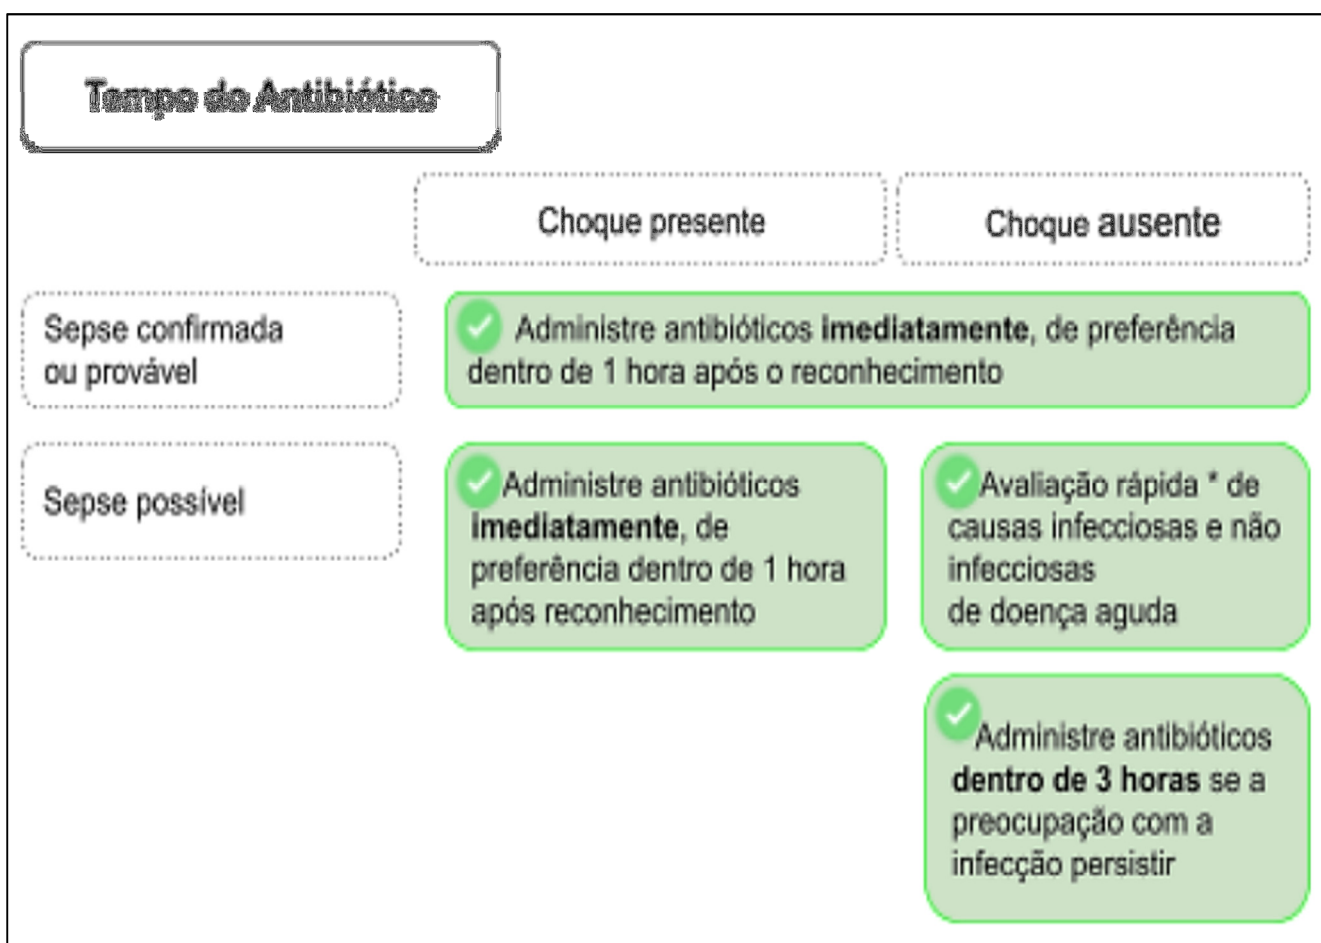 Tempo do Antibiótico
Choque presente
Choque ausente
Sepse confirmada
ou provável
Administre antibióticos imediatamente, de preferência
dentro de 1 hora após o reconhecimento
Sepse possível
Administre antibióticos
imediatamente, de
preferência dentro de 1 hora
após reconhecimento
Avaliação rápida * de
causas infecciosas e não
infecciosas
de doença aguda
Administre antibióticos
dentro de 3 horas se a
preocupação com a
infecção persistir